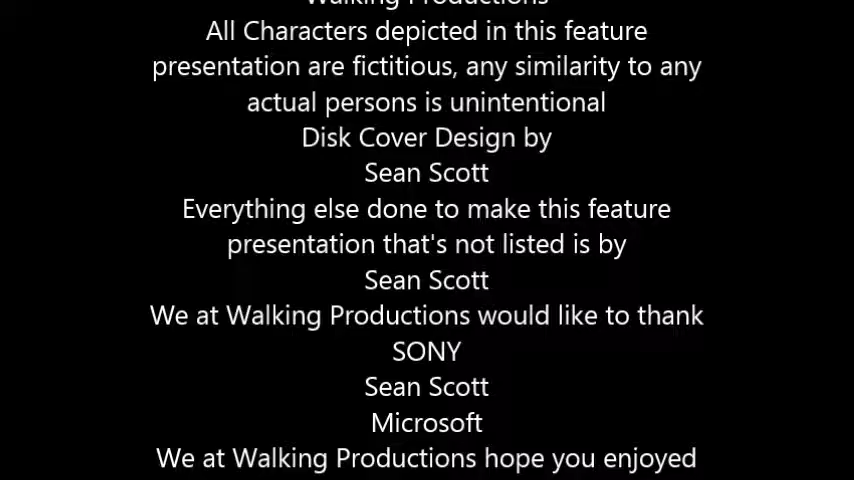 Walking Productions
All Characters depicted in this feature
presentation are fictitious, any similarity to any
actual persons is unintentional
Disk Cover Design by
Sean Scott
Everything else done to make this feature
presentation that's not listed is by
Sean Scott
We at Walking Productions would like to thank
SONY
Sean Scott
Microsoft
We at Walking Productions hope you enjoyed